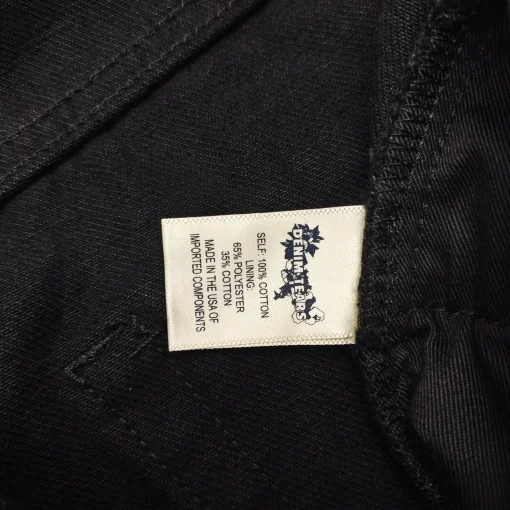 DENIM TEARS
SELF: 100% COTTON
LINING:
65% POLYESTER
35% COTTON
MADE IN THE USA OF
IMPORTED COMPONENTS